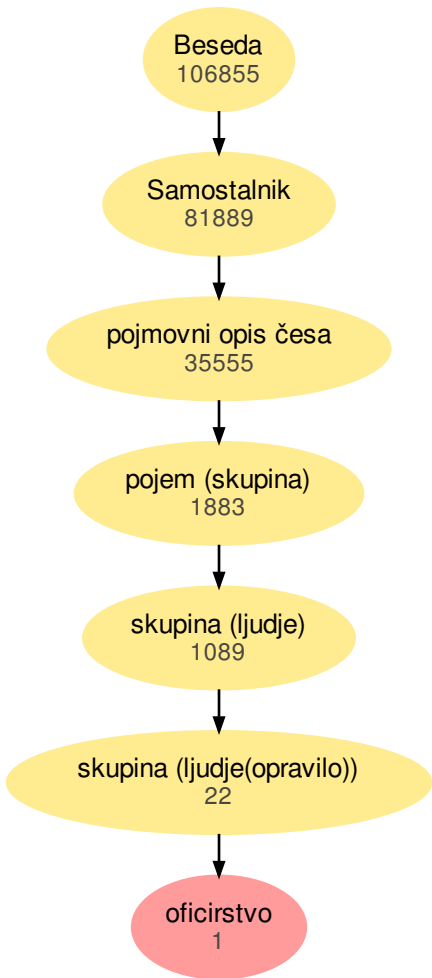 Beseda
106855
Samostalnik
81889
pojmovni opis česa
35555
pojem (skupina)
1883
skupina (ljudje)
1089
skupina (ljudje(opravilo))
22
oficirstvo
1